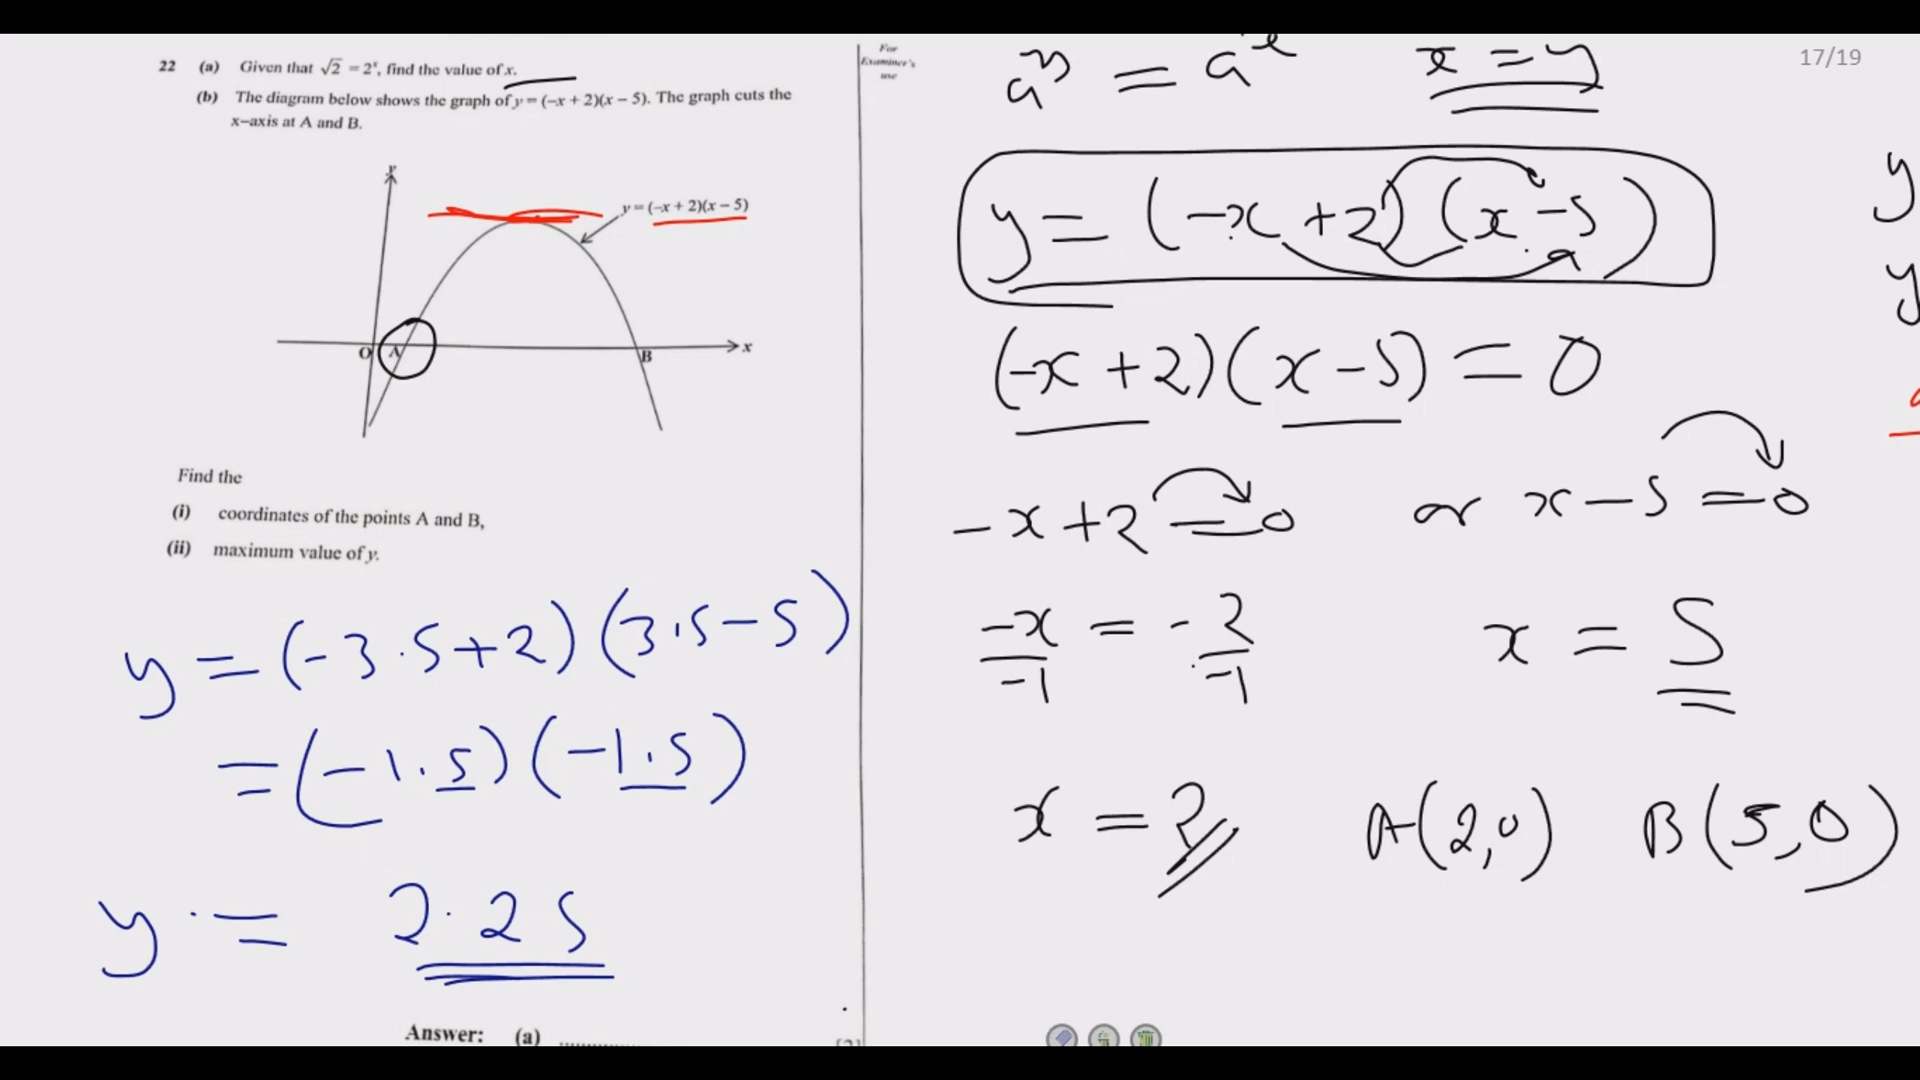 22 (a) Given that √2 = 2ˣ, find the value of x.
(b) The diagram below shows the graph of y = (–x + 2)(x – 5). The graph cuts the
x–axis at A and B.
y
y = (–x + 2)(x – 5)
O A B x
Find the
(i) coordinates of the points A and B,
(ii) maximum value of y.
y = (-3.5+2)(3.5-5)
= (-1.5)(-1.5)
y = 2.25
Answer: (a)
For
Examiner's
use
17/19
x = y
y = (-x +2)(x -5)
(-x +2)(x -5) = 0
-x +2 = 0 or x -5 = 0
-x/-1 = -2/-1 x = 5
x = 2 A(2,0) B(5,0)
y
y